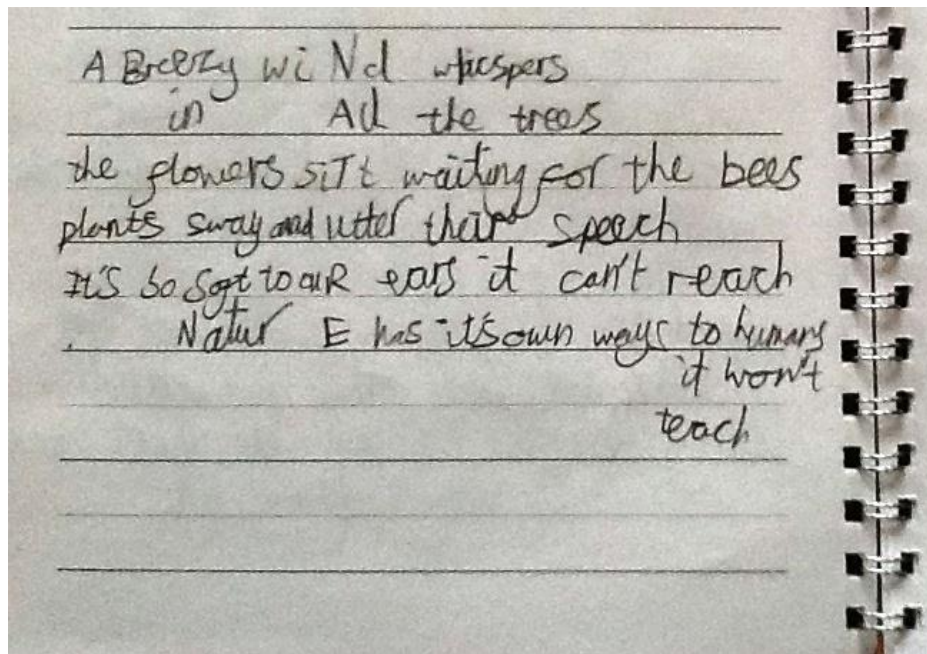 A Breezy wiNd whispers
in All the trees
the flowers siTt waiting for the bees
plants sway and utter their speech
It's so soft to ouR ears it can't reach
Natur E has it's own ways to humans
it won't
teach